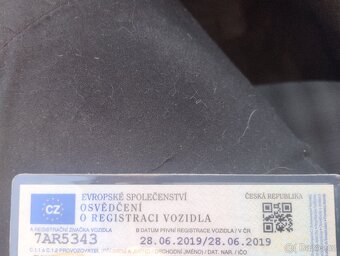 EVROPSKÉ SPOLEČENSTVÍ
ČESKÁ REPUBLIKA
CZ
OSVĚDČENÍ
O REGISTRACI VOZIDLA
A REGISTRAČNÍ ZNAČKA VOZIDLA
B DATUM PRVNÍ REGISTRACE VOZIDLA / V ČR
7AR5343
28.06.2019/28.06.2019